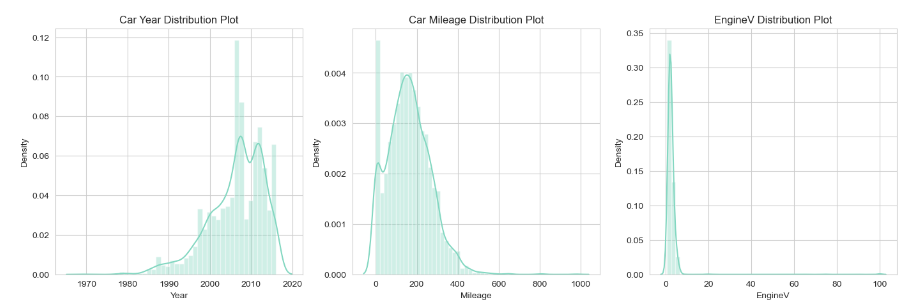 Car Year Distribution Plot
Density
0.12
0.10
0.08
0.06
0.04
0.02
0.00
1970 1980 1990 2000 2010 2020
Year
Car Mileage Distribution Plot
Density
0.004
0.003
0.002
0.001
0.000
0 200 400 600 800 1000
Mileage
EngineV Distribution Plot
Density
0.35
0.30
0.25
0.20
0.15
0.10
0.05
0.00
0 20 40 60 80 100
EngineV